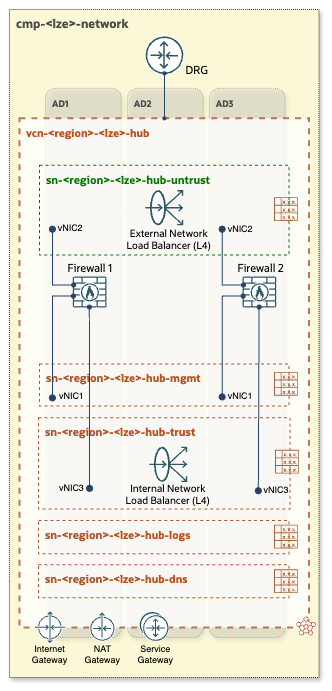 cmp-<lze>-network
DRG
AD1
AD2
AD3
vcn-<region>-<lze>-hub
sn-<region>-<lze>-hub-untrust
vNIC2
External Network
Load Balancer (L4)
vNIC2
Firewall 1
Firewall 2
sn-<region>-<lze>-hub-mgmt
vNIC1
vNIC1
sn-<region>-<lze>-hub-trust
vNIC3
Internal Network
Load Balancer (L4)
vNIC3
sn-<region>-<lze>-hub-logs
sn-<region>-<lze>-hub-dns
Internet
Gateway
NAT
Gateway
Service
Gateway